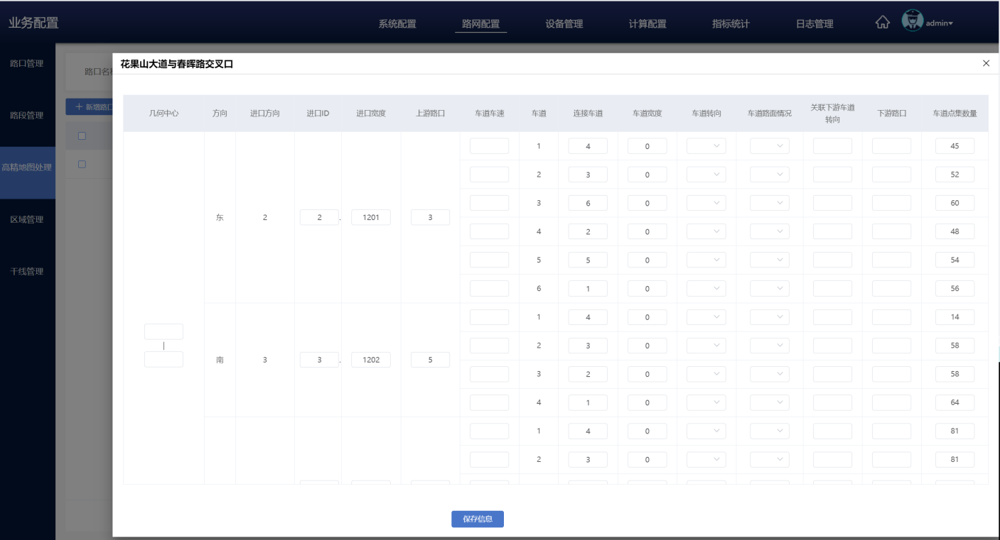 业务配置
系统配置
路网配置
设备管理
计算配置
指标统计
日志管理
admin
路口管理
路段管理
高精地图处理
区域管理
干线管理
路口名
+ 新增路口
花果山大道与春晖路交叉口
几何中心 方向 进口方向 进口ID 进口宽度 上游路口 车道车速 车道 连接车道 车道宽度 车道转向 车道路面情况 关联下游车道转向 下游路口 车道点集数量
1 4 0 45
2 3 0 52
3 6 0 60
东 2 2 . 1201 3
4 2 0 48
5 5 0 54
6 1 0 56
1 4 0 14
2 3 0 58
|
南 3 3 . 1202 5
3 2 0 58
4 1 0 64
1 4 0 81
2 3 0 81
保存信息